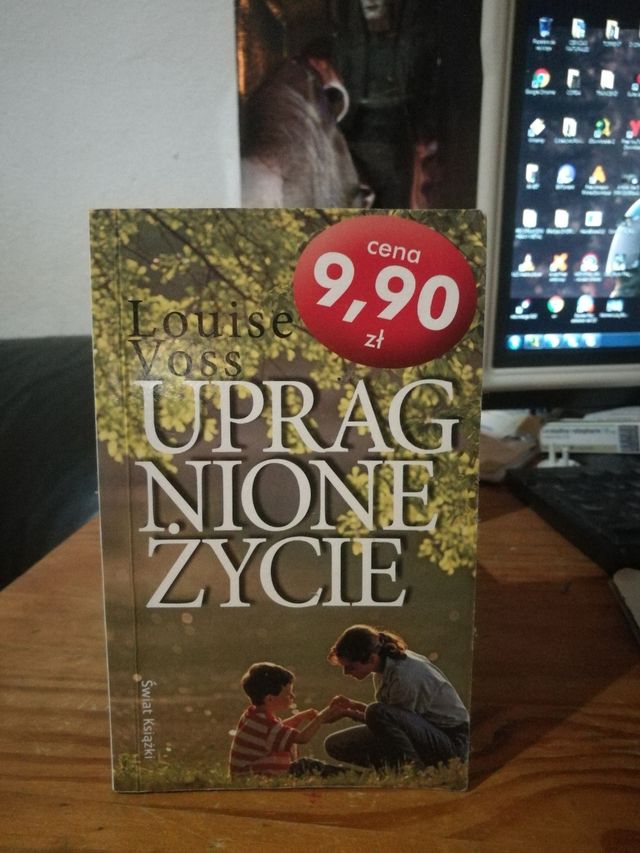 cena
9,90
zł
Louise
Voss
UPRAG
NIONE
ŻYCIE
Świat Książki